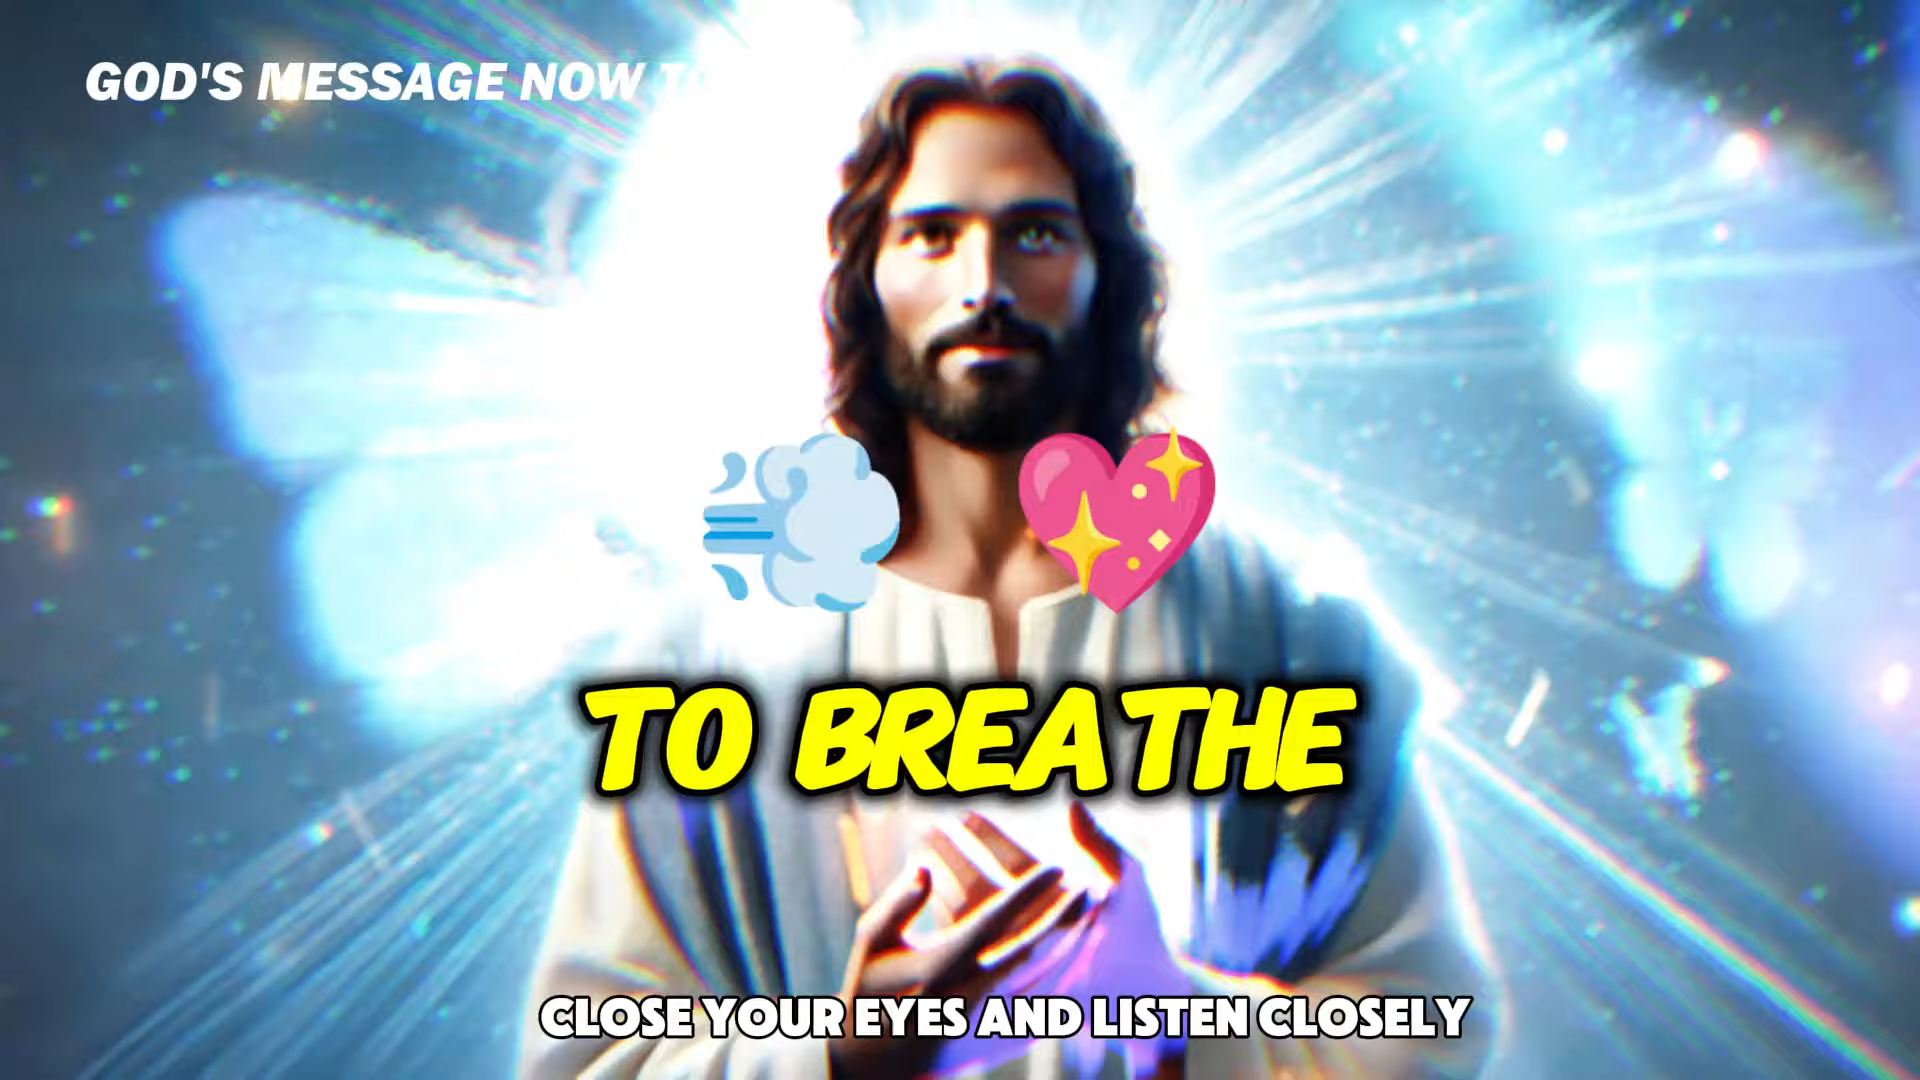 GOD'S MESSAGE NOW
TO BREATHE
CLOSE YOUR EYES AND LISTEN CLOSELY